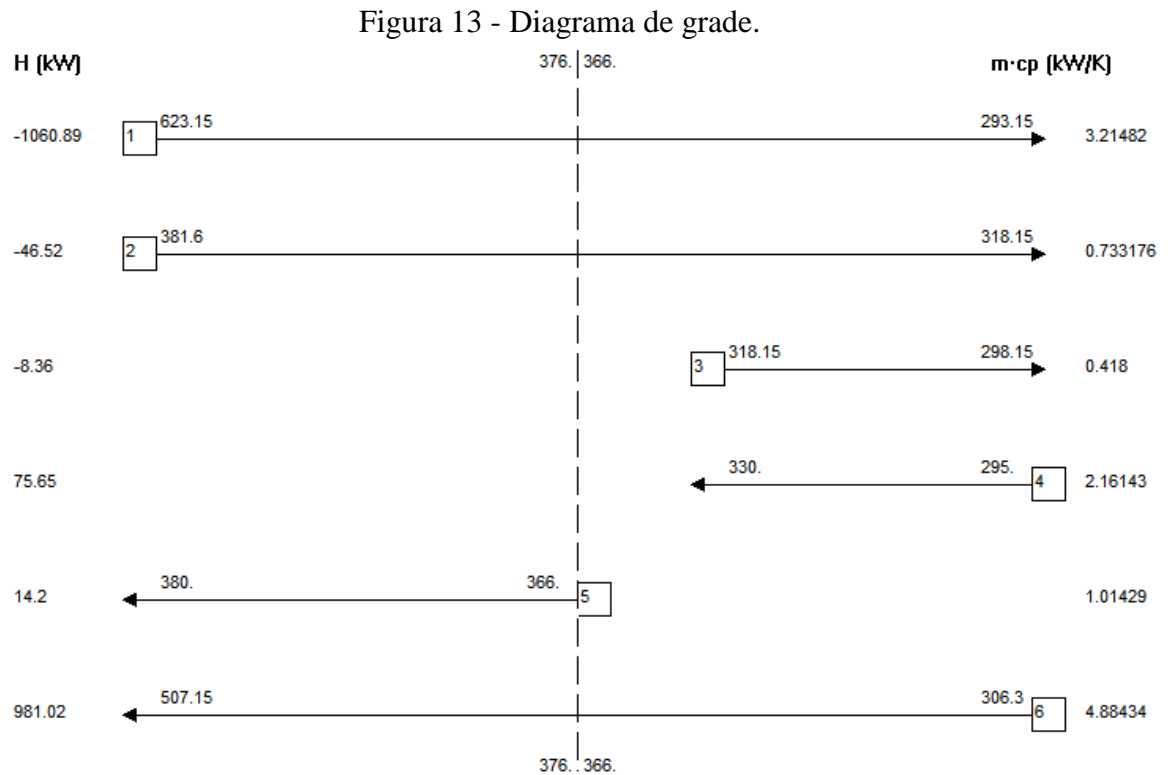 Figura 13 - Diagrama de grade.
H (kW) 376. 366. m·cp (kW/K)
-1060.89 1 623.15 293.15 3.21482
-46.52 2 381.6 318.15 0.733176
-8.36 3 318.15 298.15 0.418
75.65 330. 295. 4 2.16143
14.2 380. 366. 5 1.01429
981.02 507.15 306.3 6 4.88434
376. 366.